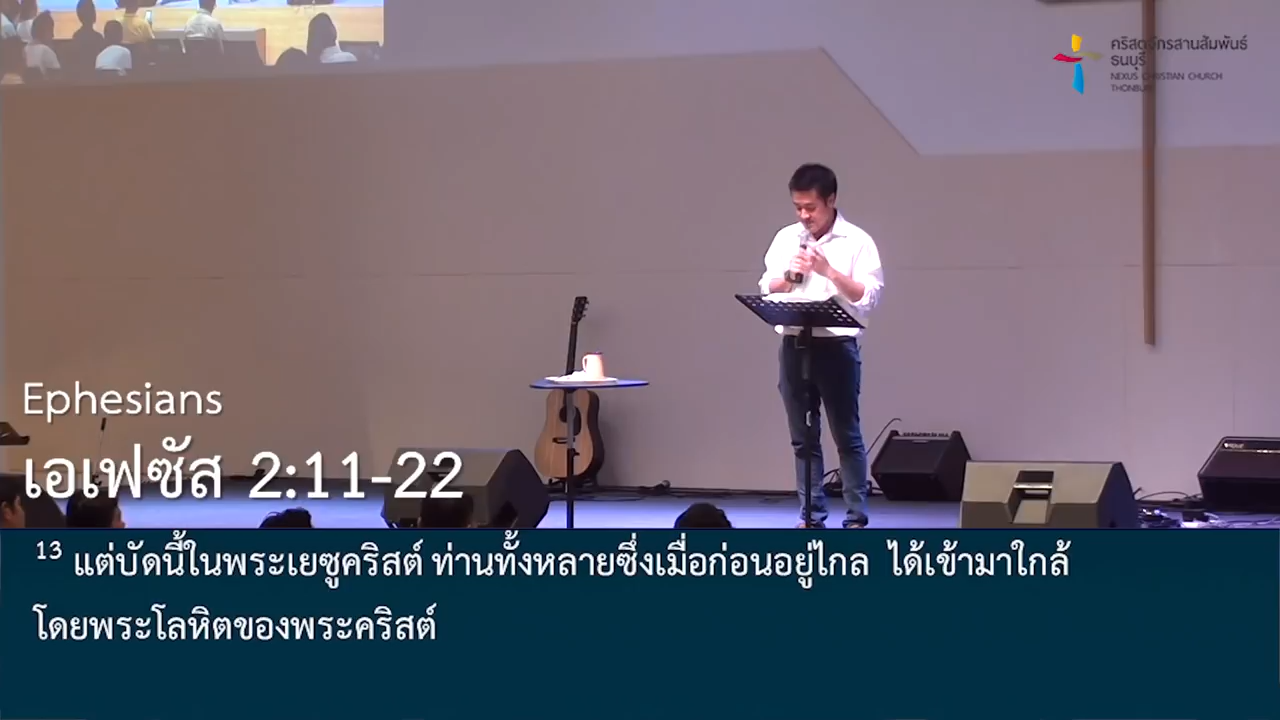 คริสตจักรสานสัมพันธ์
ธนบุรี
NEXUS CHRISTIAN CHURCH
THONBURI
Ephesians
เอเฟซัส 2:11-22
13 แต่บัดนี้ในพระเยซูคริสต์ ท่านทั้งหลายซึ่งเมื่อก่อนอยู่ไกล ได้เข้ามาใกล้
โดยพระโลหิตของพระคริสต์